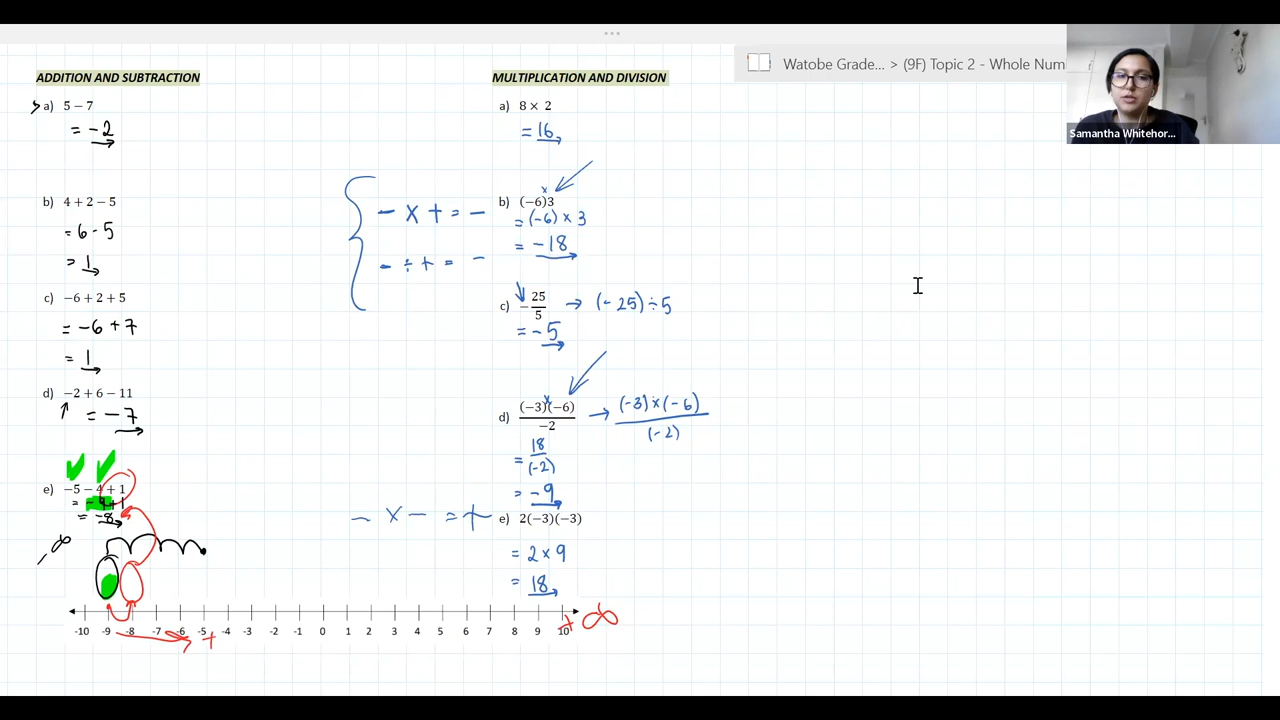 Watobe Grade... > (9F) Topic 2 - Whole Num
Samantha Whitehor...
ADDITION AND SUBTRACTION
a) 5 − 7
= -2
b) 4 + 2 − 5
= 6 - 5
= 1
c) −6 + 2 + 5
= -6 + 7
= 1
d) −2 + 6 − 11
= -7
e) −5 − 4 + 1
= -9+1
= -8
- ∞
-10 -9 -8 -7 -6 -5 -4 -3 -2 -1 0 1 2 3 4 5 6 7 8 9 10
+
+ ∞
- x + = -
- ÷ + = -
- x - = +
MULTIPLICATION AND DIVISION
a) 8 × 2
= 16
b) (−6)3
x
= (-6) x 3
= -18
c) − 25/5 → (-25) ÷ 5
= -5
d) (−3)x(−6)/−2 → (-3) x (-6)/(-2)
= 18/(-2)
= -9
e) 2(−3)(−3)
= 2 x 9
= 18